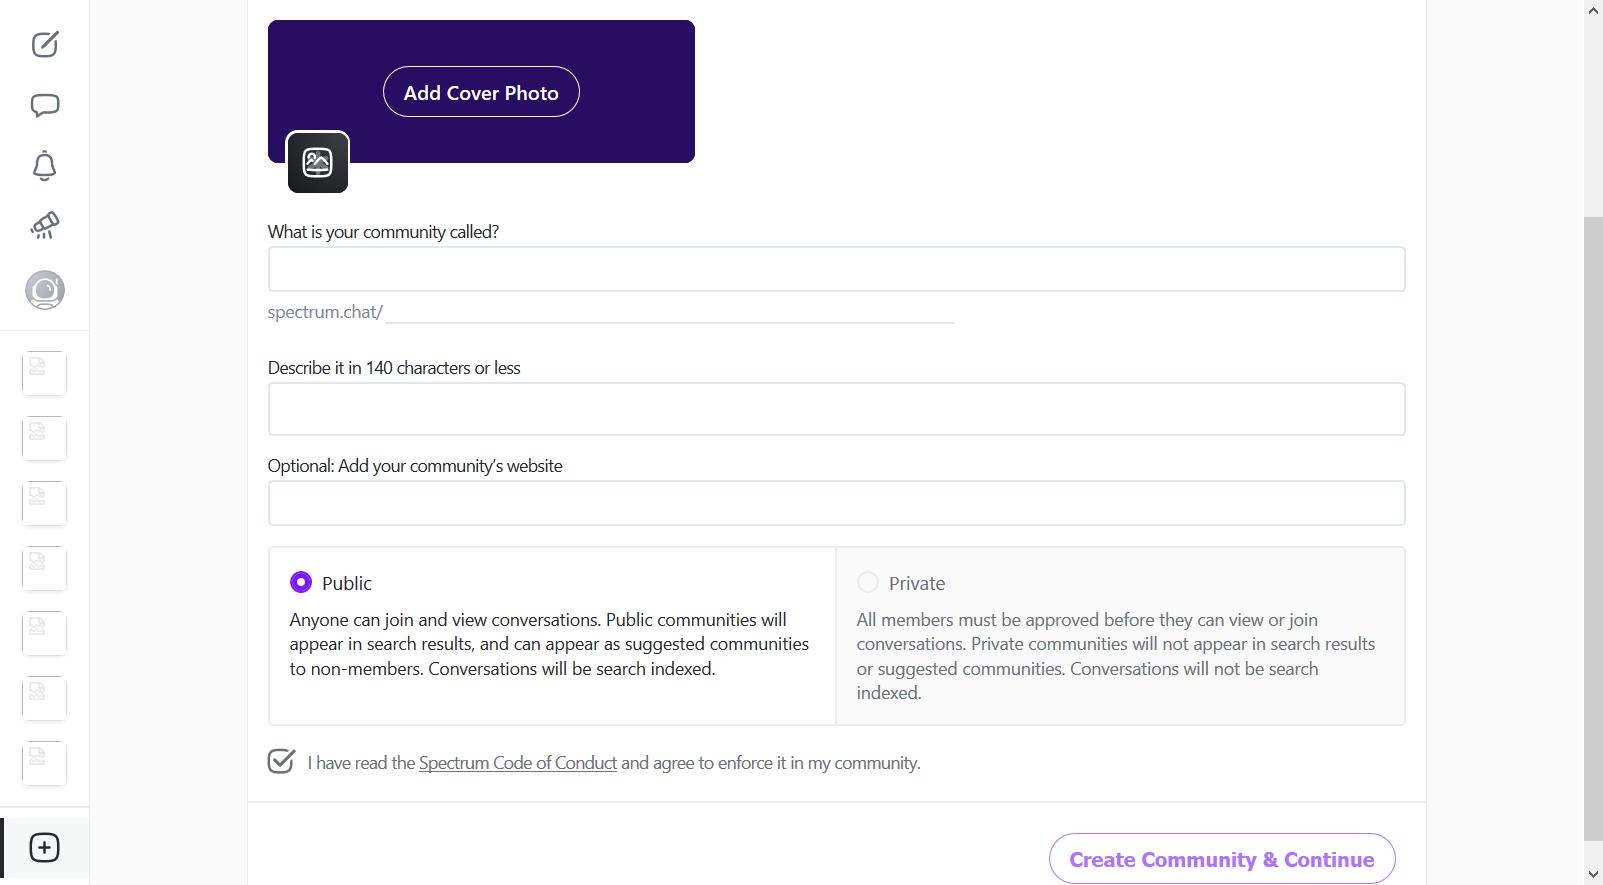 Add Cover Photo
What is your community called?
spectrum.chat/
Describe it in 140 characters or less
Optional: Add your community’s website
Public
Anyone can join and view conversations. Public communities will
appear in search results, and can appear as suggested communities
to non-members. Conversations will be search indexed.
Private
All members must be approved before they can view or join
conversations. Private communities will not appear in search results
or suggested communities. Conversations will not be search
indexed.
I have read the Spectrum Code of Conduct and agree to enforce it in my community.
Create Community & Continue